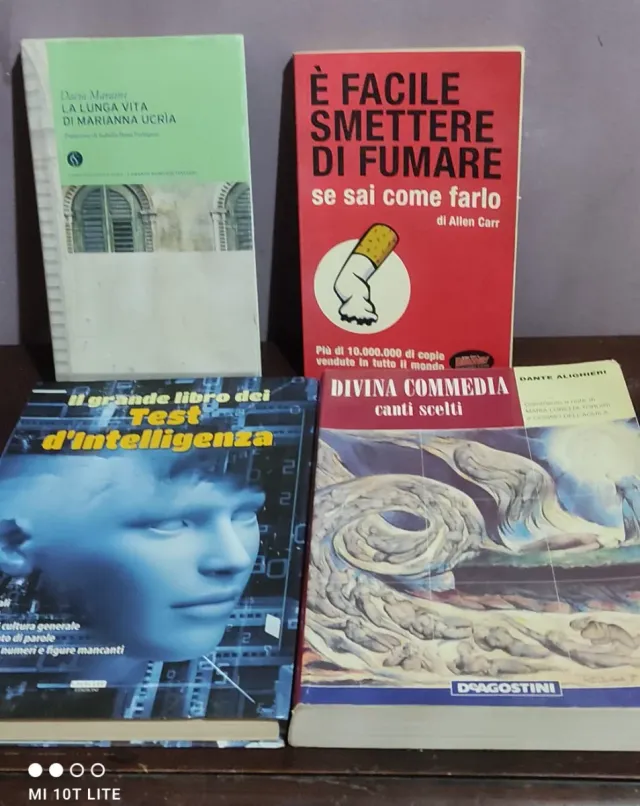 Dacia Maraini
LA LUNGA VITA
DI MARIANNA UCRÌA
È FACILE
SMETTERE
DI FUMARE
se sai come farlo
di Allen Carr
Più di 10.000.000 di copie
vendute in tutto il mondo
Il grande libro dei
Test
d'Intelligenza
cultura generale
di parole
numeri e figure mancanti
DIVINA COMMEDIA
canti scelti
DANTE ALIGHIERI
DEAGOSTINI
MI 10T LITE